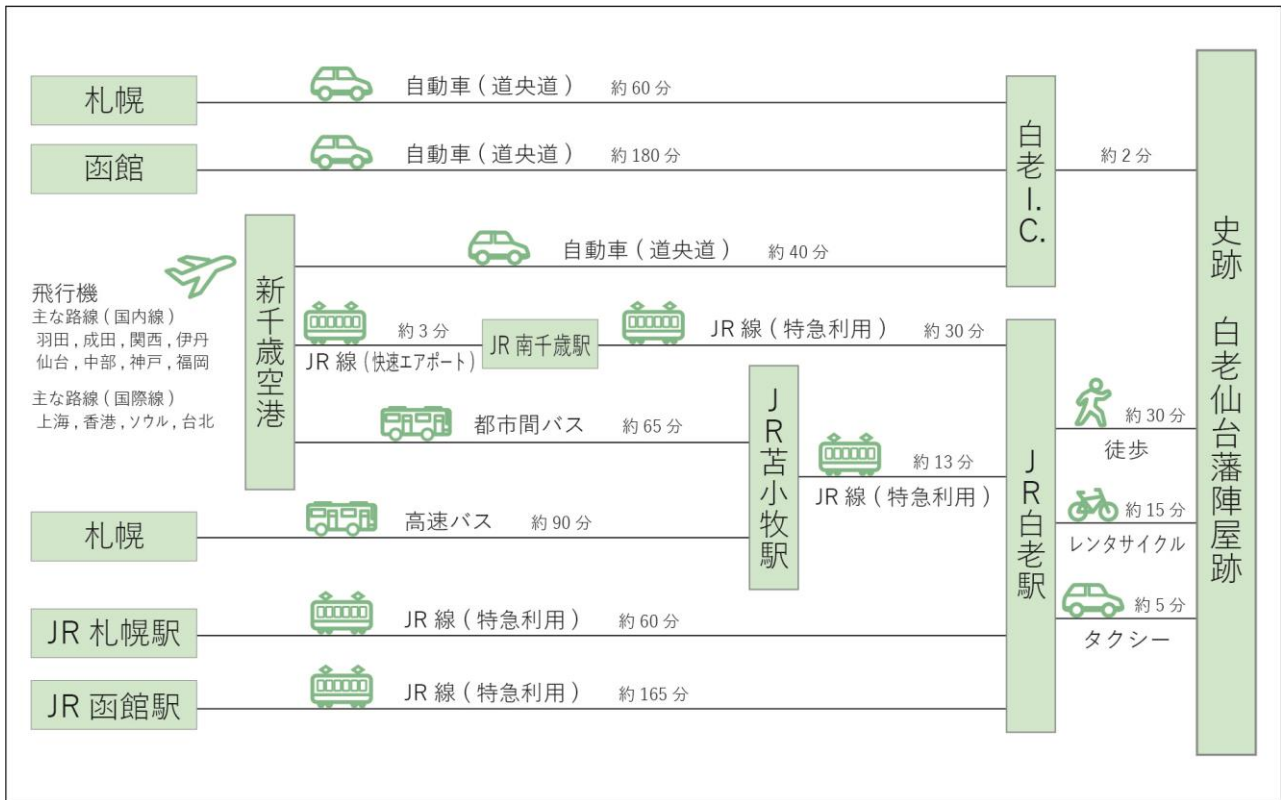 札幌
自動車 ( 道央道 ) 約 60 分
函館
自動車 ( 道央道 ) 約 180 分
白老 I.C.
約 2 分
史跡 白老仙台藩陣屋跡
飛行機
主な路線 ( 国内線 )
羽田 , 成田 , 関西 , 伊丹
仙台 , 中部 , 神戸 , 福岡
主な路線 ( 国際線 )
上海 , 香港 , ソウル , 台北
新千歳空港
自動車 ( 道央道 ) 約 40 分
約 3 分
JR 線 ( 快速エアポート )
JR 南千歳駅
JR 線 ( 特急利用 ) 約 30 分
都市間バス 約 65 分
JR苫小牧駅
約 13 分
JR 線 ( 特急利用 )
JR白老駅
約 30 分
徒歩
約 15 分
レンタサイクル
約 5 分
タクシー
札幌
高速バス 約 90 分
JR 札幌駅
JR 線 ( 特急利用 ) 約 60 分
JR 函館駅
JR 線 ( 特急利用 ) 約 165 分